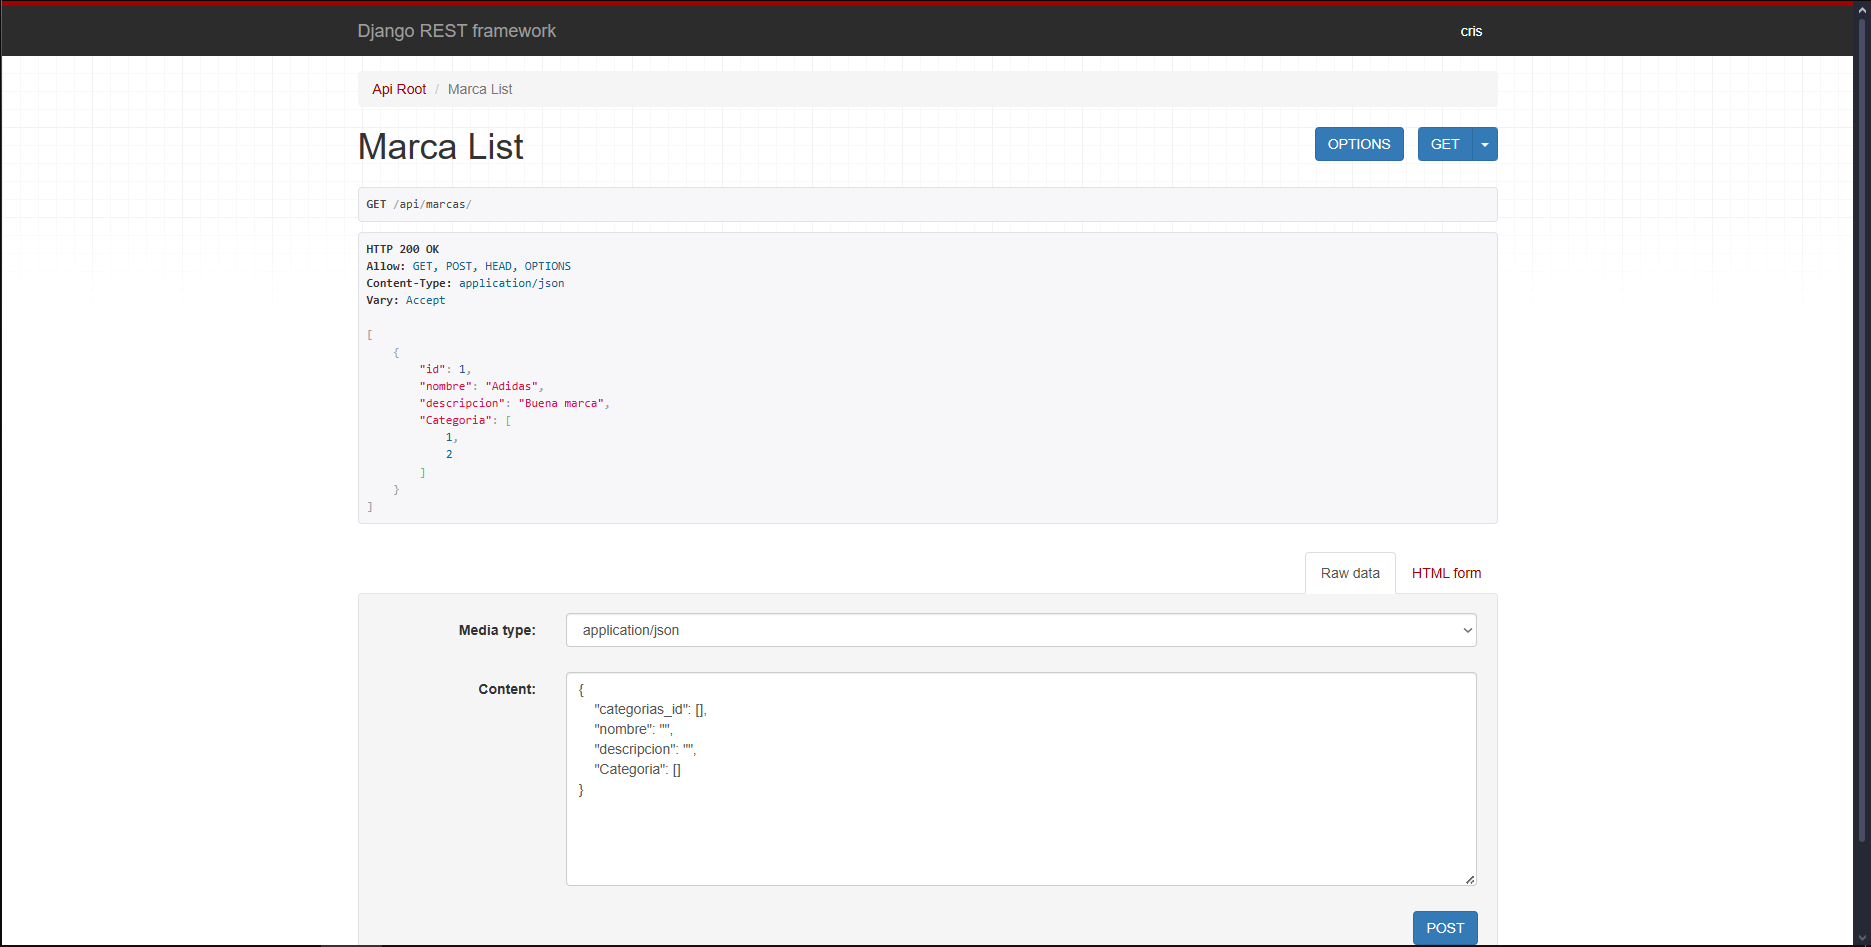 Django REST framework
cris
Api Root / Marca List
Marca List
OPTIONS
GET
GET /api/marcas/
HTTP 200 OK
Allow: GET, POST, HEAD, OPTIONS
Content-Type: application/json
Vary: Accept
[
    {
        "id": 1,
        "nombre": "Adidas",
        "descripcion": "Buena marca",
        "Categoria": [
            1,
            2
        ]
    }
]
Raw data
HTML form
Media type:
application/json
Content:
{
    "categorias_id": [],
    "nombre": "",
    "descripcion": "",
    "Categoria": []
}
POST